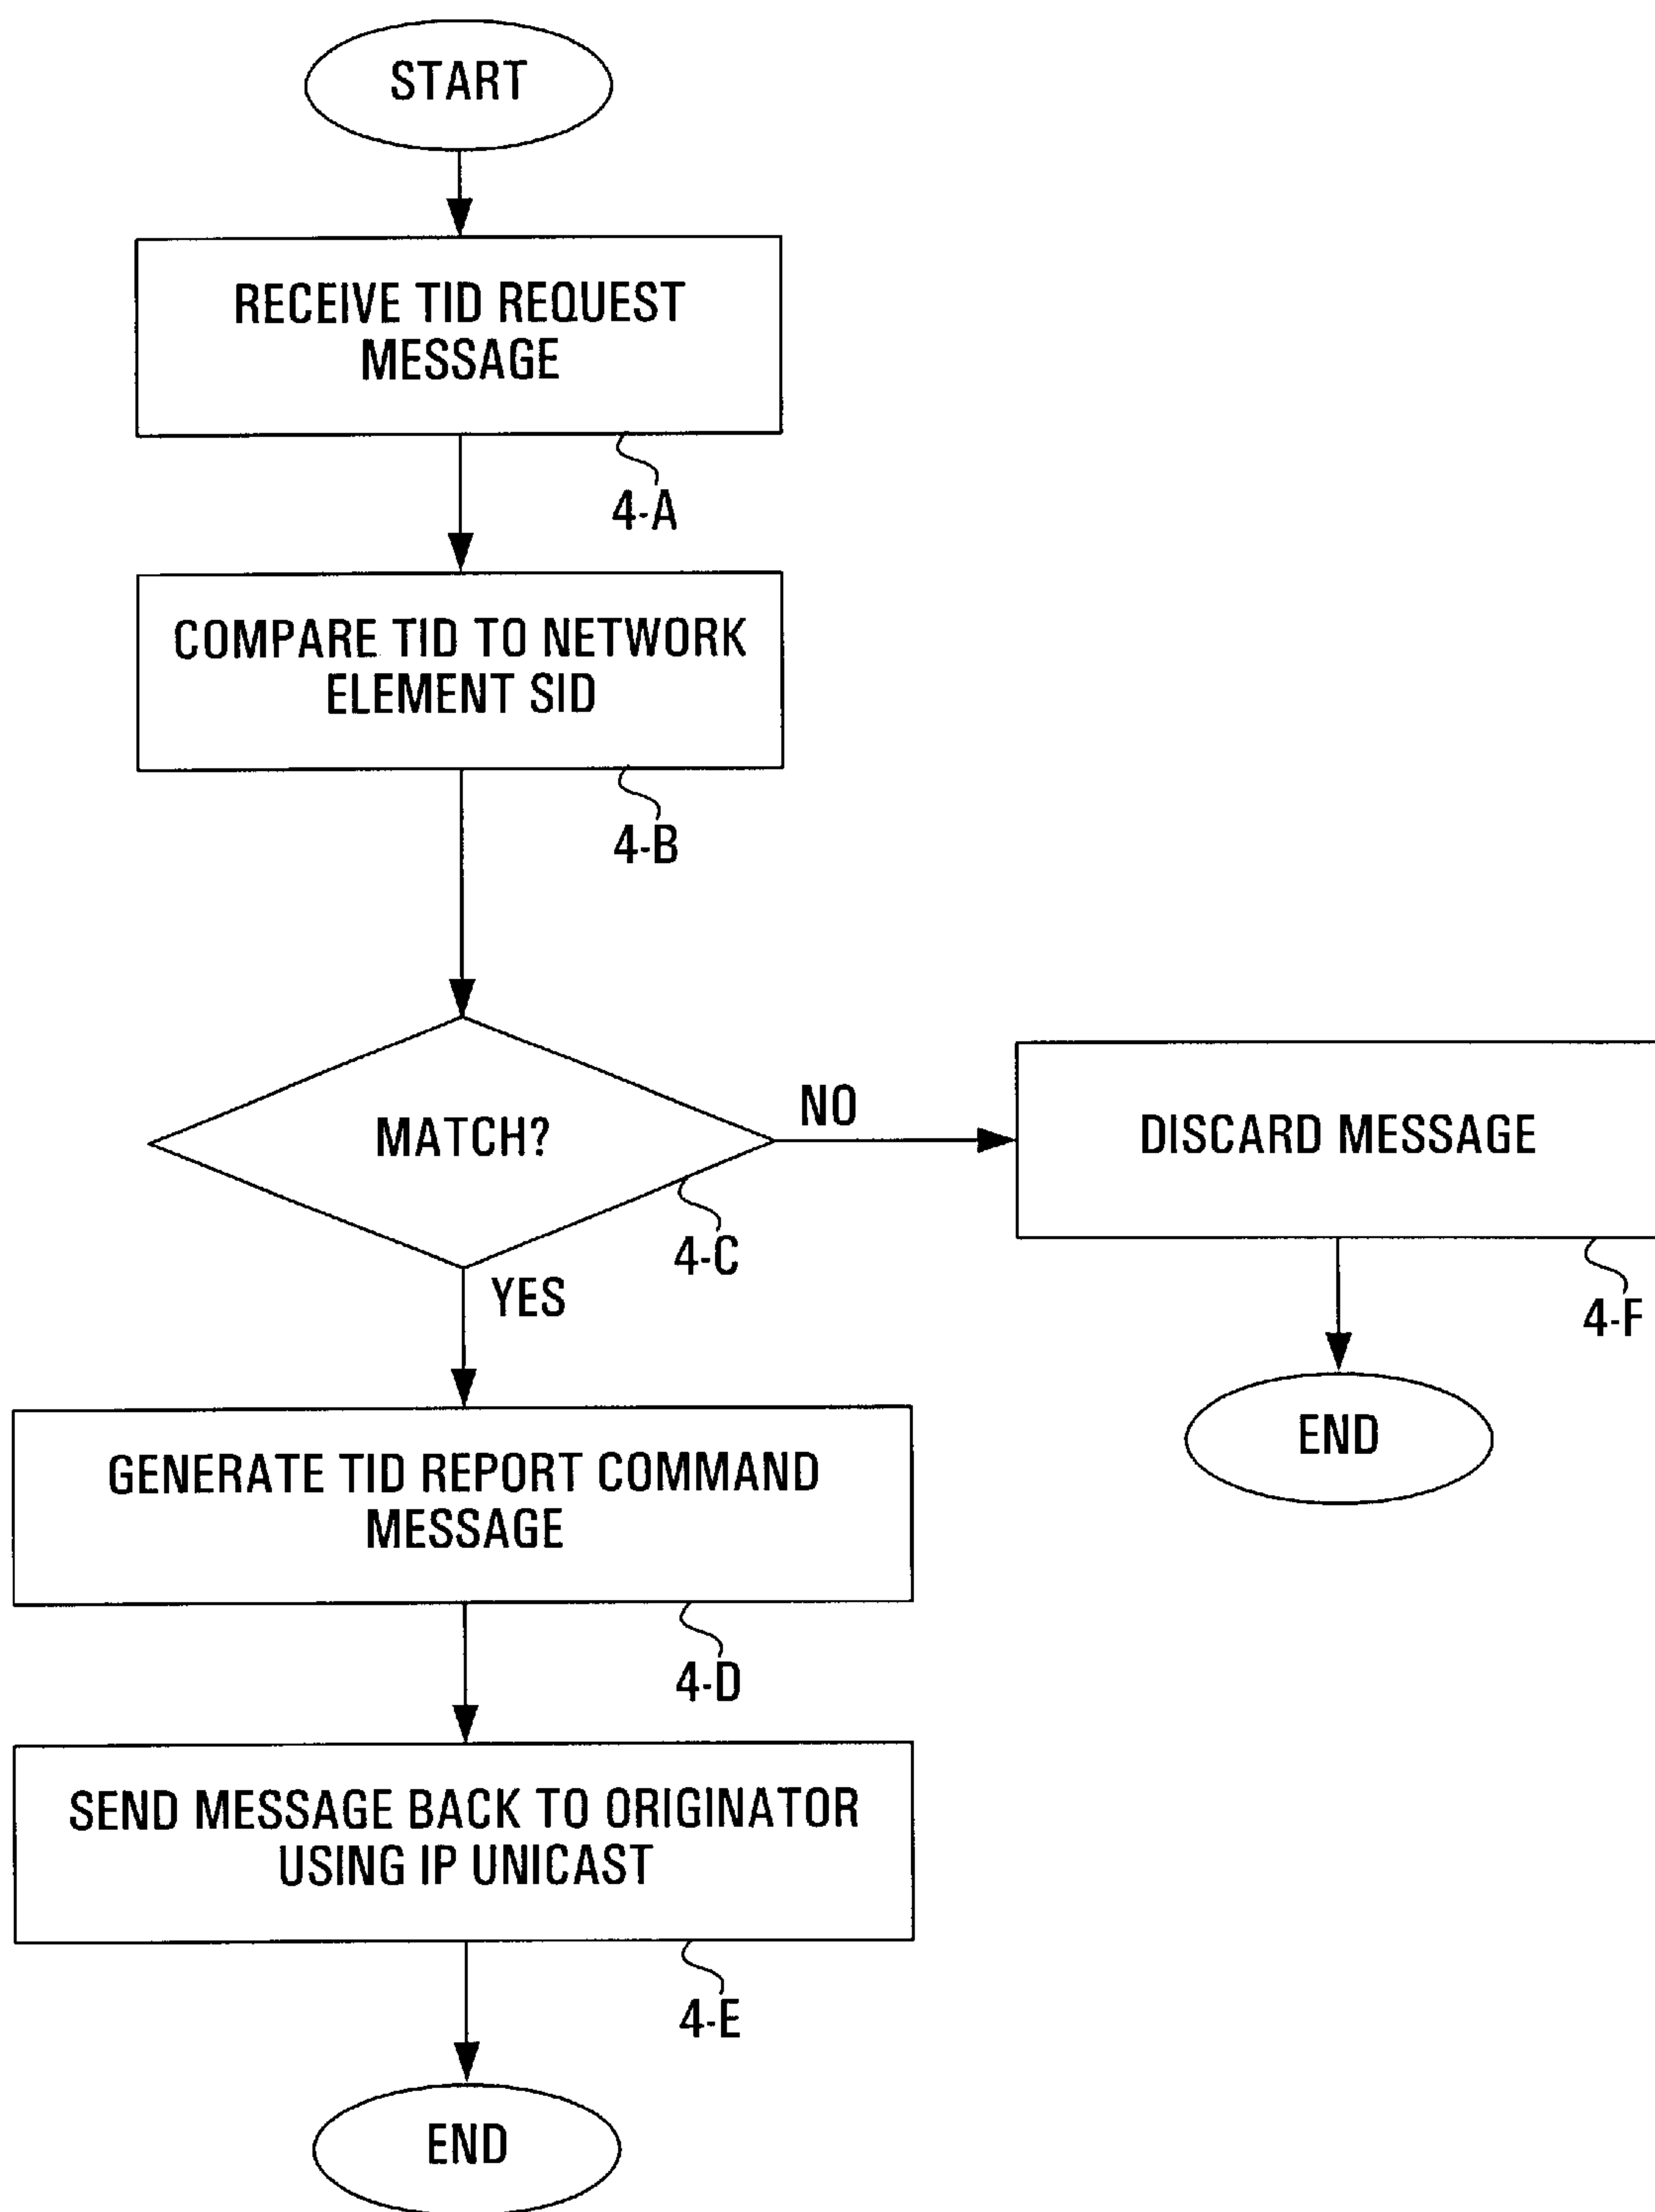 START
RECEIVE TID REQUEST
MESSAGE
4-A
COMPARE TID TO NETWORK
ELEMENT SID
4-B
MATCH?
NO
DISCARD MESSAGE
4-C
YES
4-F
END
GENERATE TID REPORT COMMAND
MESSAGE
4-D
SEND MESSAGE BACK TO ORIGINATOR
USING IP UNICAST
4-E
END